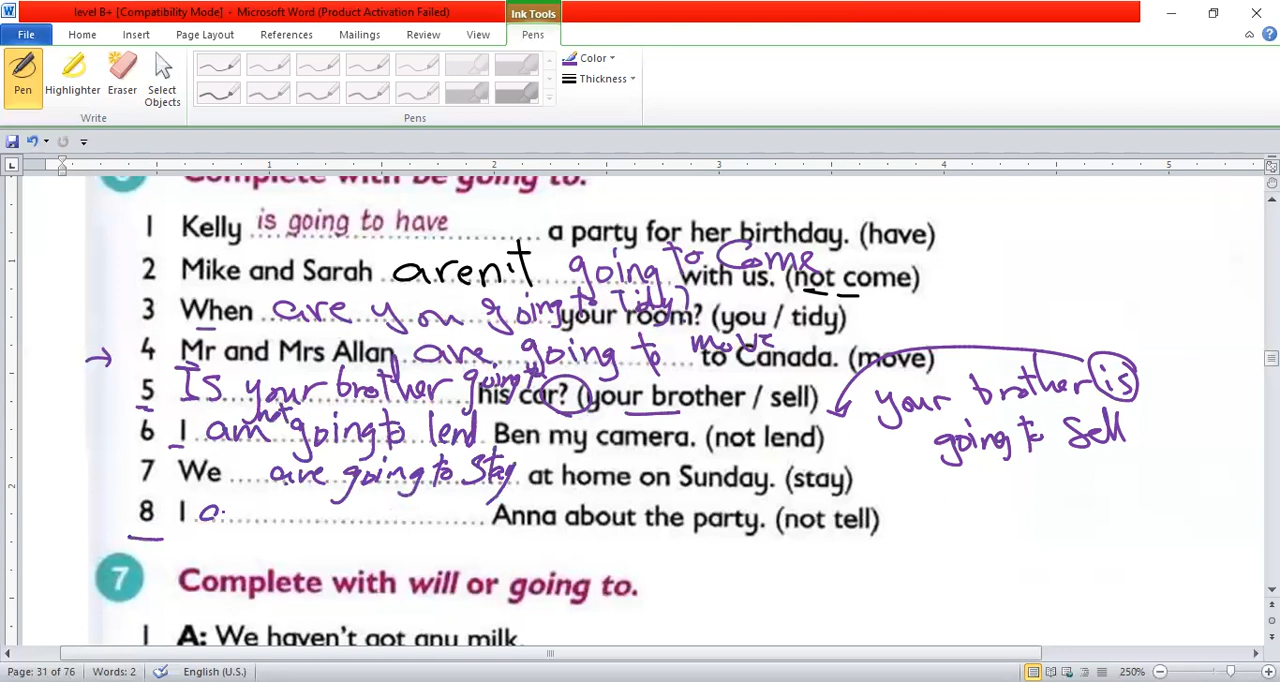 level B+ [Compatibility Mode] - Microsoft Word (Product Activation Failed)
Ink Tools
File Home Insert Page Layout References Mailings Review View Pens
Pen Highlighter Eraser Select Objects
Color
Thickness
Write
Pens
1 2 3 4 5
Complete with be going to.
1 Kelly is going to have a party for her birthday. (have)
2 Mike and Sarah aren't going to Come with us. (not come)
3 When are you going to Tidy your room? (you / tidy)
4 Mr and Mrs Allan are going to move to Canada. (move)
5 Is your brother going to his car? (your brother / sell)
your brother is
going to Sell
6 I am not going to lend Ben my camera. (not lend)
7 We are going to Stay at home on Sunday. (stay)
8 I a Anna about the party. (not tell)
7 Complete with will or going to.
1 A: We haven't got any milk.
Page: 31 of 76 Words: 2 English (U.S.) 250%